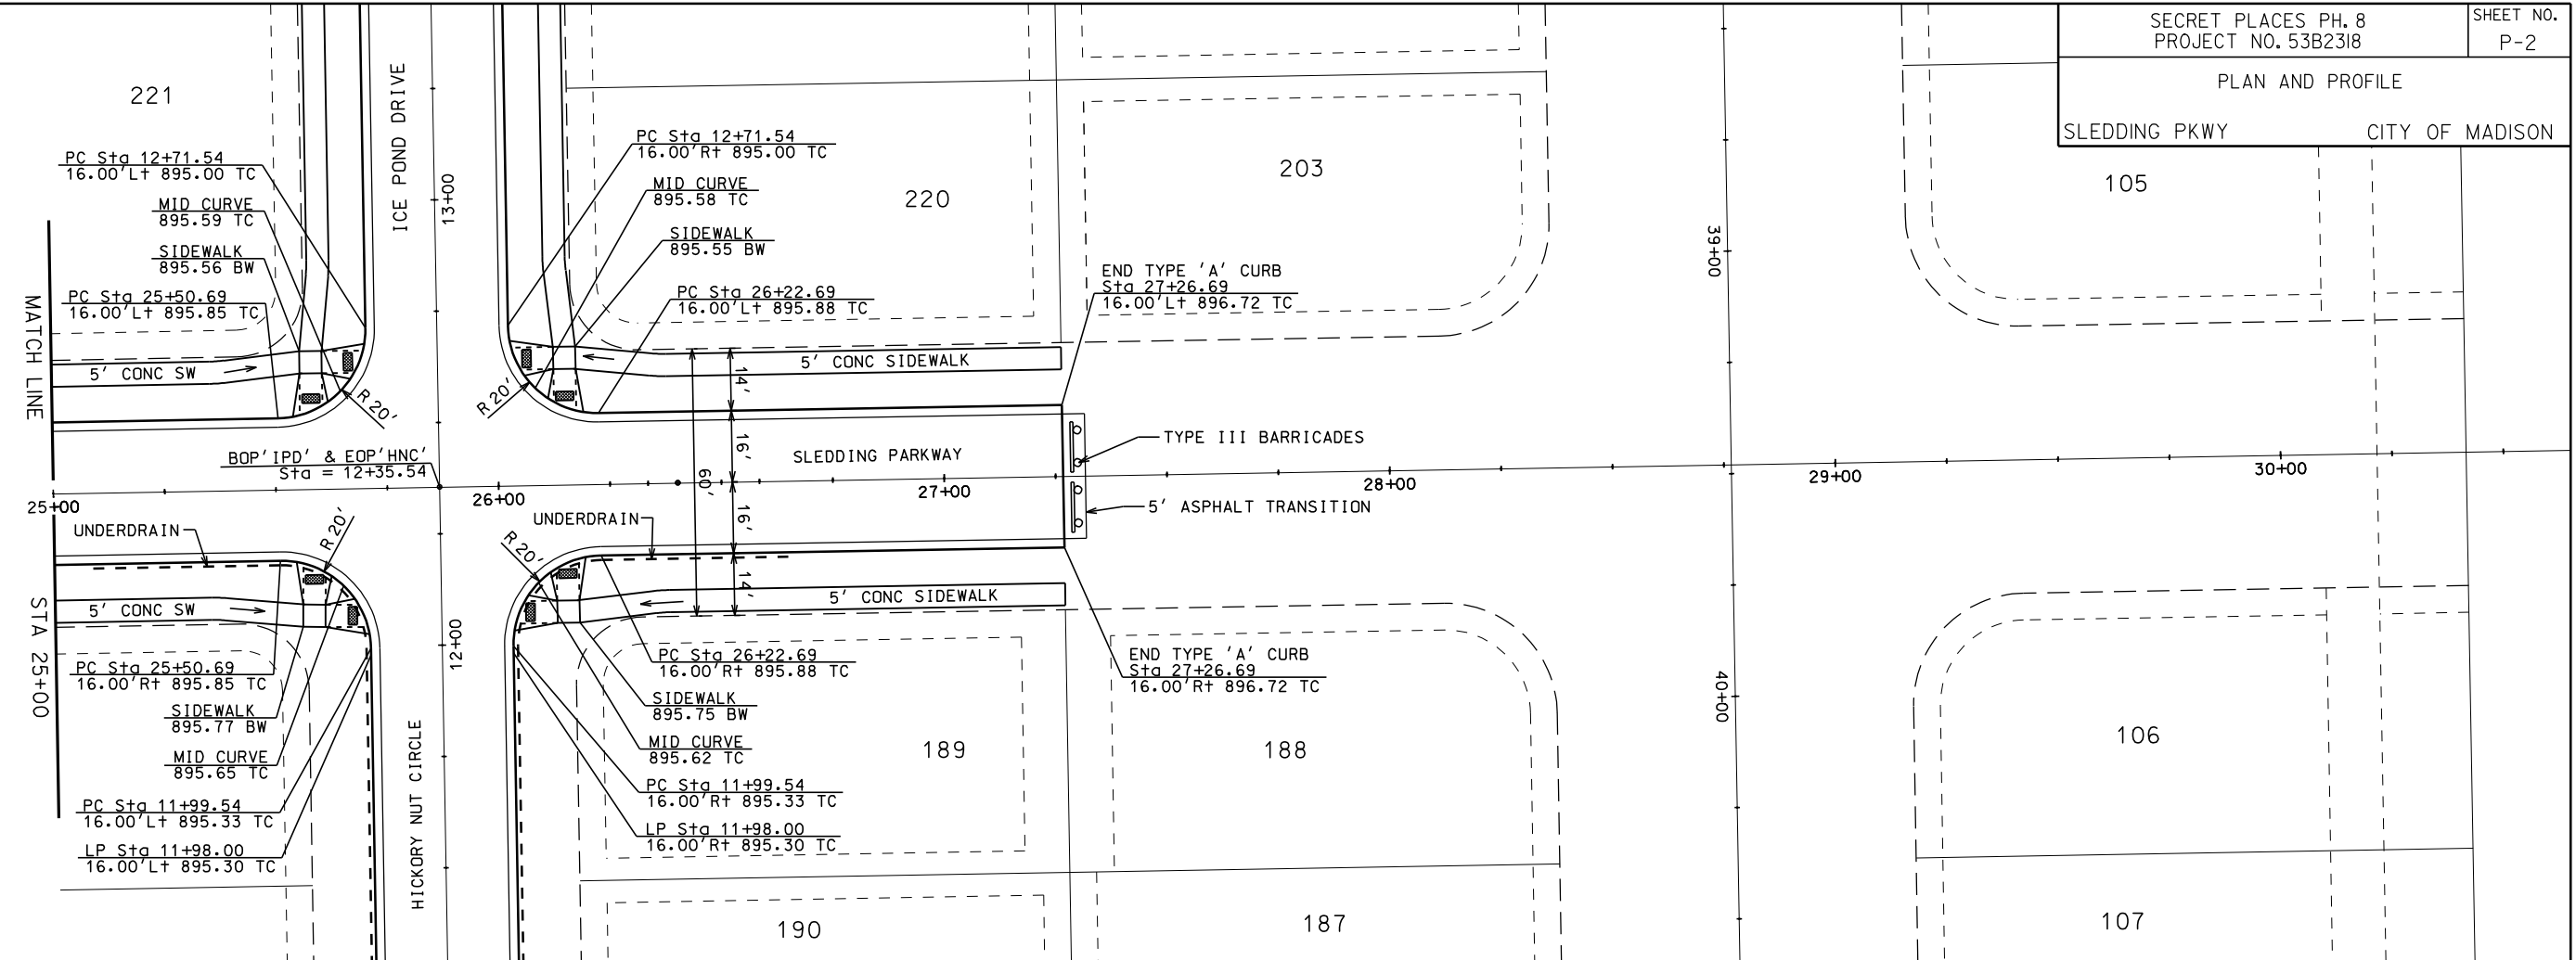 SECRET PLACES PH. 8
PROJECT NO. 53B2318
SHEET NO.
P-2
PLAN AND PROFILE
SLEDDING PKWY
CITY OF MADISON
221
ICE POND DRIVE
13+00
PC Sta 12+71.54
16.00'Lt 895.00 TC
MID CURVE
895.59 TC
SIDEWALK
895.56 BW
PC Sta 25+50.69
16.00'Lt 895.85 TC
MATCH LINE
5' CONC SW
R 20'
PC Sta 12+71.54
16.00'Rt 895.00 TC
MID CURVE
895.58 TC
SIDEWALK
895.55 BW
PC Sta 26+22.69
16.00'Lt 895.88 TC
220
203
105
39+00
END TYPE 'A' CURB
Sta 27+26.69
16.00'Lt 896.72 TC
R 20'
5' CONC SIDEWALK
14'
16'
60'
16'
14'
TYPE III BARRICADES
SLEDDING PARKWAY
BOP'IPD' & EOP'HNC'
Sta = 12+35.54
25+00
26+00
27+00
28+00
29+00
30+00
5' ASPHALT TRANSITION
UNDERDRAIN
R 20'
UNDERDRAIN
R 20'
STA 25+00
5' CONC SW
5' CONC SIDEWALK
12+00
PC Sta 25+50.69
16.00'Rt 895.85 TC
SIDEWALK
895.77 BW
MID CURVE
895.65 TC
PC Sta 11+99.54
16.00'Lt 895.33 TC
LP Sta 11+98.00
16.00'Lt 895.30 TC
HICKORY NUT CIRCLE
PC Sta 26+22.69
16.00'Rt 895.88 TC
SIDEWALK
895.75 BW
MID CURVE
895.62 TC
PC Sta 11+99.54
16.00'Rt 895.33 TC
LP Sta 11+98.00
16.00'Rt 895.30 TC
END TYPE 'A' CURB
Sta 27+26.69
16.00'Rt 896.72 TC
40+00
189
188
106
190
187
107